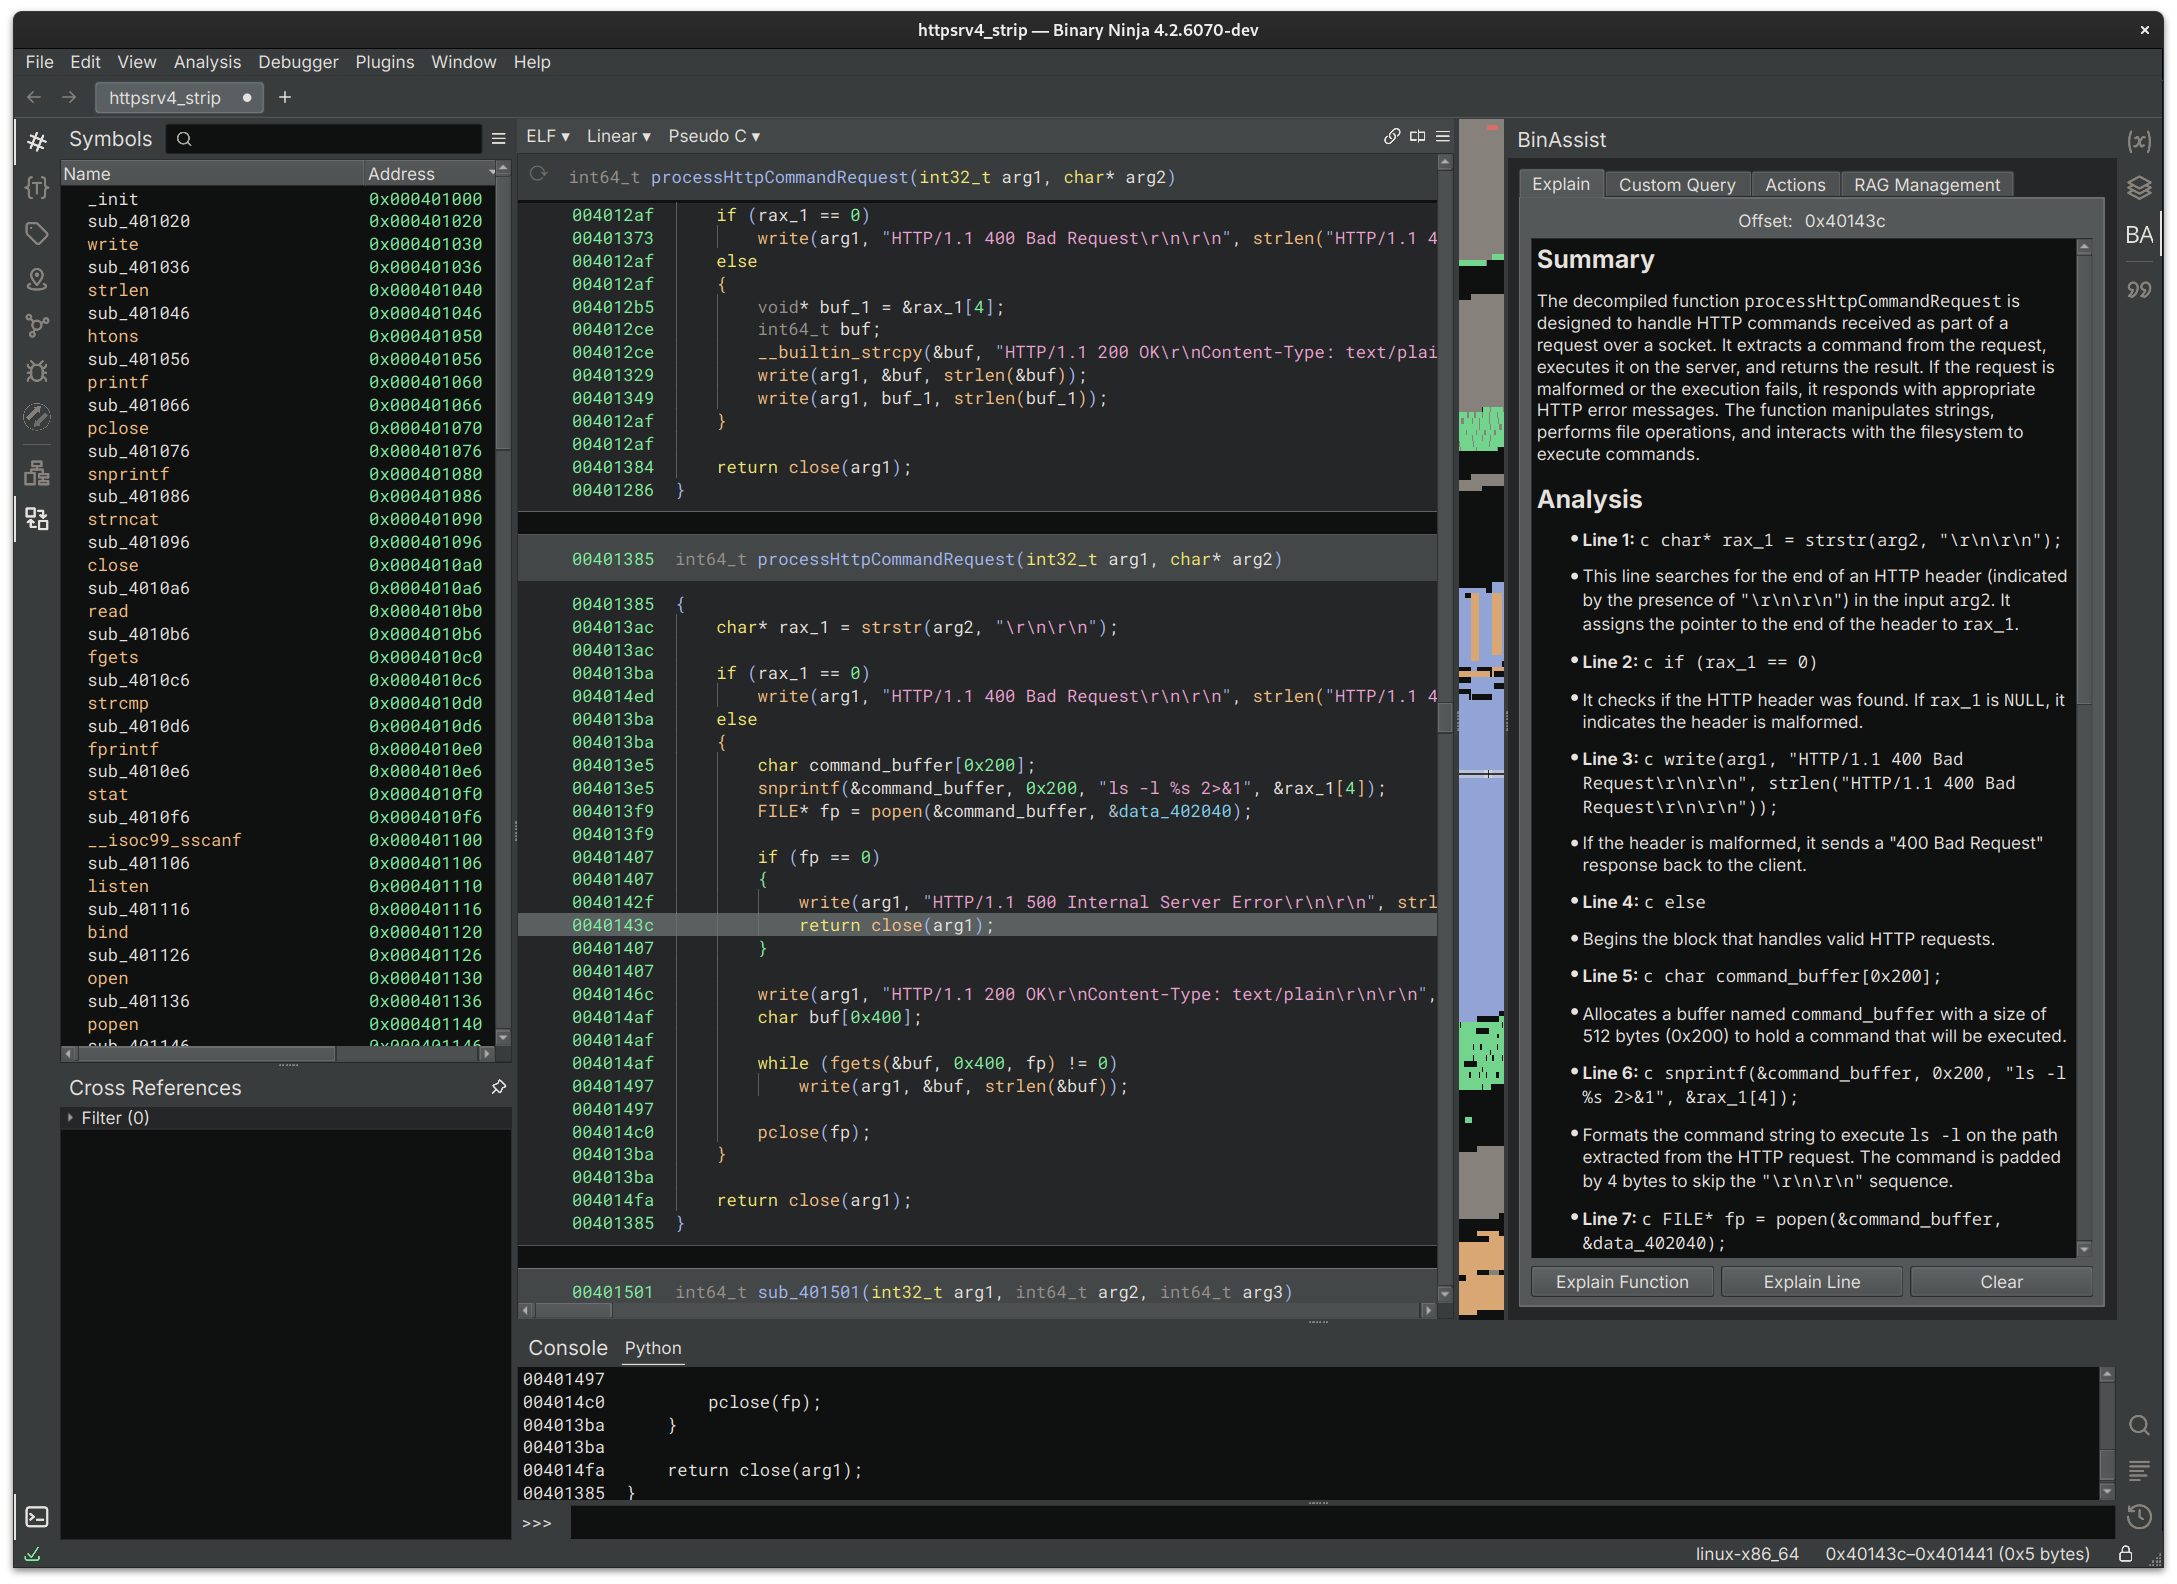 httpsrv4_strip — Binary Ninja 4.2.6070-dev
File Edit View Analysis Debugger Plugins Window Help
httpsrv4_strip
Symbols
Name Address
_init 0x000401000
sub_401020 0x000401020
write 0x000401030
sub_401036 0x000401036
strlen 0x000401040
sub_401046 0x000401046
htons 0x000401050
sub_401056 0x000401056
printf 0x000401060
sub_401066 0x000401066
pclose 0x000401070
sub_401076 0x000401076
snprintf 0x000401080
sub_401086 0x000401086
strncat 0x000401090
sub_401096 0x000401096
close 0x0004010a0
sub_4010a6 0x0004010a6
read 0x0004010b0
sub_4010b6 0x0004010b6
fgets 0x0004010c0
sub_4010c6 0x0004010c6
strcmp 0x0004010d0
sub_4010d6 0x0004010d6
fprintf 0x0004010e0
sub_4010e6 0x0004010e6
stat 0x0004010f0
sub_4010f6 0x0004010f6
__isoc99_sscanf 0x000401100
sub_401106 0x000401106
listen 0x000401110
sub_401116 0x000401116
bind 0x000401120
sub_401126 0x000401126
open 0x000401130
sub_401136 0x000401136
popen 0x000401140
sub_401146 0x000401146
Cross References
Filter (0)
ELF ▾ Linear ▾ Pseudo C ▾
int64_t processHttpCommandRequest(int32_t arg1, char* arg2)
004012af if (rax_1 == 0)
00401373 write(arg1, "HTTP/1.1 400 Bad Request\r\n\r\n", strlen("HTTP/1.1 4
004012af else
004012af {
004012b5 void* buf_1 = &rax_1[4];
004012ce int64_t buf;
004012ce __builtin_strcpy(&buf, "HTTP/1.1 200 OK\r\nContent-Type: text/plai
00401329 write(arg1, &buf, strlen(&buf));
00401349 write(arg1, buf_1, strlen(buf_1));
004012af }
004012af
00401384 return close(arg1);
00401286 }
00401385 int64_t processHttpCommandRequest(int32_t arg1, char* arg2)
00401385 {
004013ac char* rax_1 = strstr(arg2, "\r\n\r\n");
004013ac
004013ba if (rax_1 == 0)
004014ed write(arg1, "HTTP/1.1 400 Bad Request\r\n\r\n", strlen("HTTP/1.1 4
004013ba else
004013ba {
004013e5 char command_buffer[0x200];
004013e5 snprintf(&command_buffer, 0x200, "ls -l %s 2>&1", &rax_1[4]);
004013f9 FILE* fp = popen(&command_buffer, &data_402040);
004013f9
00401407 if (fp == 0)
00401407 {
0040142f write(arg1, "HTTP/1.1 500 Internal Server Error\r\n\r\n", strl
0040143c return close(arg1);
00401407 }
00401407
0040146c write(arg1, "HTTP/1.1 200 OK\r\nContent-Type: text/plain\r\n\r\n",
004014af char buf[0x400];
004014af
004014af while (fgets(&buf, 0x400, fp) != 0)
00401497 write(arg1, &buf, strlen(&buf));
00401497
004014c0 pclose(fp);
004013ba }
004013ba
004014fa return close(arg1);
00401385 }
00401501 int64_t sub_401501(int32_t arg1, int64_t arg2, int64_t arg3)
BinAssist
Explain Custom Query Actions RAG Management
Offset: 0x40143c
Summary
The decompiled function processHttpCommandRequest is
designed to handle HTTP commands received as part of a
request over a socket. It extracts a command from the request,
executes it on the server, and returns the result. If the request is
malformed or the execution fails, it responds with appropriate
HTTP error messages. The function manipulates strings,
performs file operations, and interacts with the filesystem to
execute commands.
Analysis
• Line 1: c char* rax_1 = strstr(arg2, "\r\n\r\n");
• This line searches for the end of an HTTP header (indicated
by the presence of "\r\n\r\n") in the input arg2. It
assigns the pointer to the end of the header to rax_1.
• Line 2: c if (rax_1 == 0)
• It checks if the HTTP header was found. If rax_1 is NULL, it
indicates the header is malformed.
• Line 3: c write(arg1, "HTTP/1.1 400 Bad
Request\r\n\r\n", strlen("HTTP/1.1 400 Bad
Request\r\n\r\n"));
• If the header is malformed, it sends a "400 Bad Request"
response back to the client.
• Line 4: c else
• Begins the block that handles valid HTTP requests.
• Line 5: c char command_buffer[0x200];
• Allocates a buffer named command_buffer with a size of
512 bytes (0x200) to hold a command that will be executed.
• Line 6: c snprintf(&command_buffer, 0x200, "ls -l
%s 2>&1", &rax_1[4]);
• Formats the command string to execute ls -l on the path
extracted from the HTTP request. The command is padded
by 4 bytes to skip the "\r\n\r\n" sequence.
• Line 7: c FILE* fp = popen(&command_buffer,
&data_402040);
Explain Function Explain Line Clear
BA
Console Python
00401497
004014c0 pclose(fp);
004013ba }
004013ba
004014fa return close(arg1);
00401385 }
>>>
linux-x86_64 0x40143c–0x401441 (0x5 bytes)